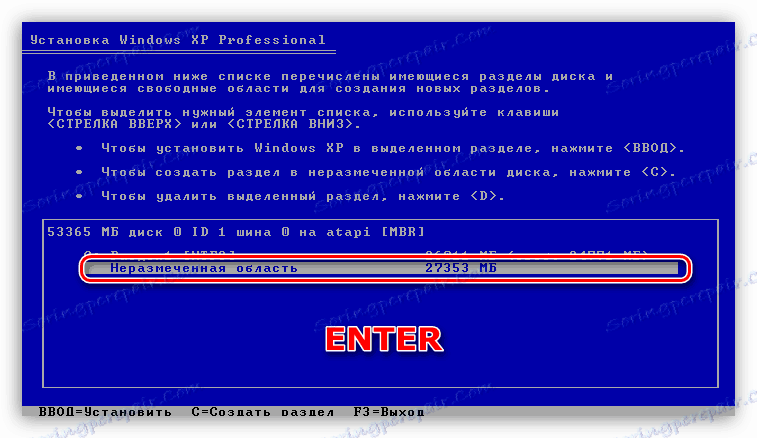 Установка Windows XP Professional
В приведенном ниже списке перечислены имеющиеся разделы диска и
имеющиеся свободные области для создания новых разделов.
Чтобы выделить нужный элемент списка, используйте клавиши
<СТРЕЛКА ВВЕРХ> или <СТРЕЛКА ВНИЗ>.
• Чтобы установить Windows XP в выделенном разделе, нажмите <ВВОД>.
• Чтобы создать раздел в неразмеченной области диска, нажмите <C>.
• Чтобы удалить выделенный раздел, нажмите <D>.
53365 МБ диск 0 ID 1 шина 0 на atapi [MBR]
Неразмеченная область 27353 МБ
ENTER
ВВОД=Установить C=Создать раздел F3=Выход